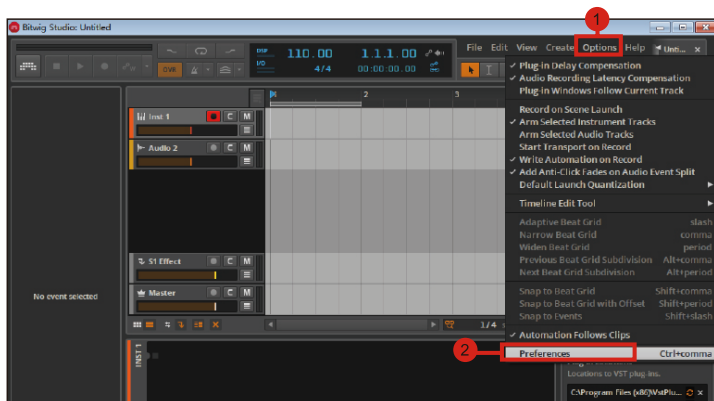 1
Bitwig Studio: Untitled
DSP 110.00 1.1.1.00 File Edit View Create Options Help Unti... x
I/O 4/4 00:00:00.00
OVR
2 3
Inst 1 C M
Audio 2 C M
S1 Effect C M
Master C M
No event selected
1/4
INST 1
✓ Plug-in Delay Compensation
✓ Audio Recording Latency Compensation
Plug-in Windows Follow Current Track
Record on Scene Launch
✓ Arm Selected Instrument Tracks
Arm Selected Audio Tracks
Start Transport on Record
✓ Write Automation on Record
✓ Add Anti-Click Fades on Audio Event Split
Default Launch Quantization
Timeline Edit Tool
Adaptive Beat Grid slash
Narrow Beat Grid comma
Widen Beat Grid period
Previous Beat Grid Subdivision Alt+comma
Next Beat Grid Subdivision Alt+period
Snap to Beat Grid Shift+comma
Snap to Beat Grid with Offset Shift+period
Snap to Events Shift+slash
✓ Automation Follows Clips
2
Preferences Ctrl+comma
Locations to VST plug-ins.
C:\Program Files (x86)\VstPlu... x